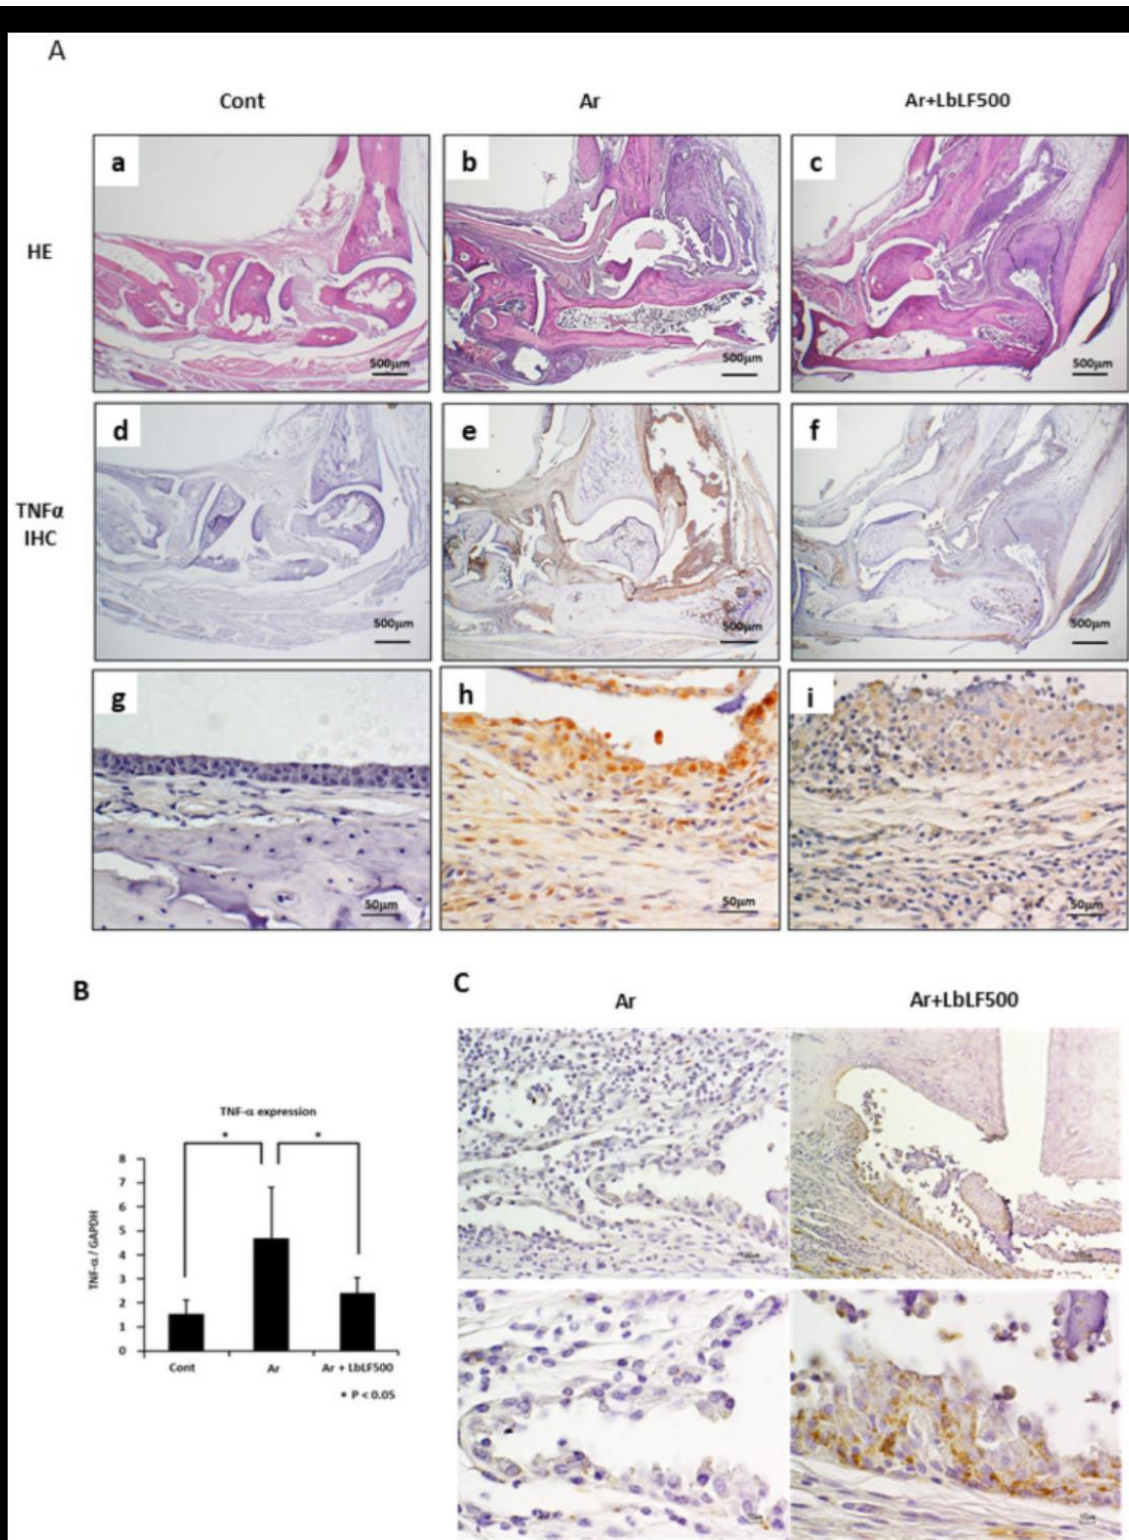 A
Cont Ar Ar+LbLF500
HE
a b c
500μm 500μm 500μm
TNFα
IHC
d e f
500μm 500μm 500μm
g h i
50μm 50μm 50μm
B
TNF-α expression
* *
TNF-α / GAPDH
8
7
6
5
4
3
2
1
0
Cont Ar Ar + LbLF500
* P < 0.05
C
Ar Ar+LbLF500